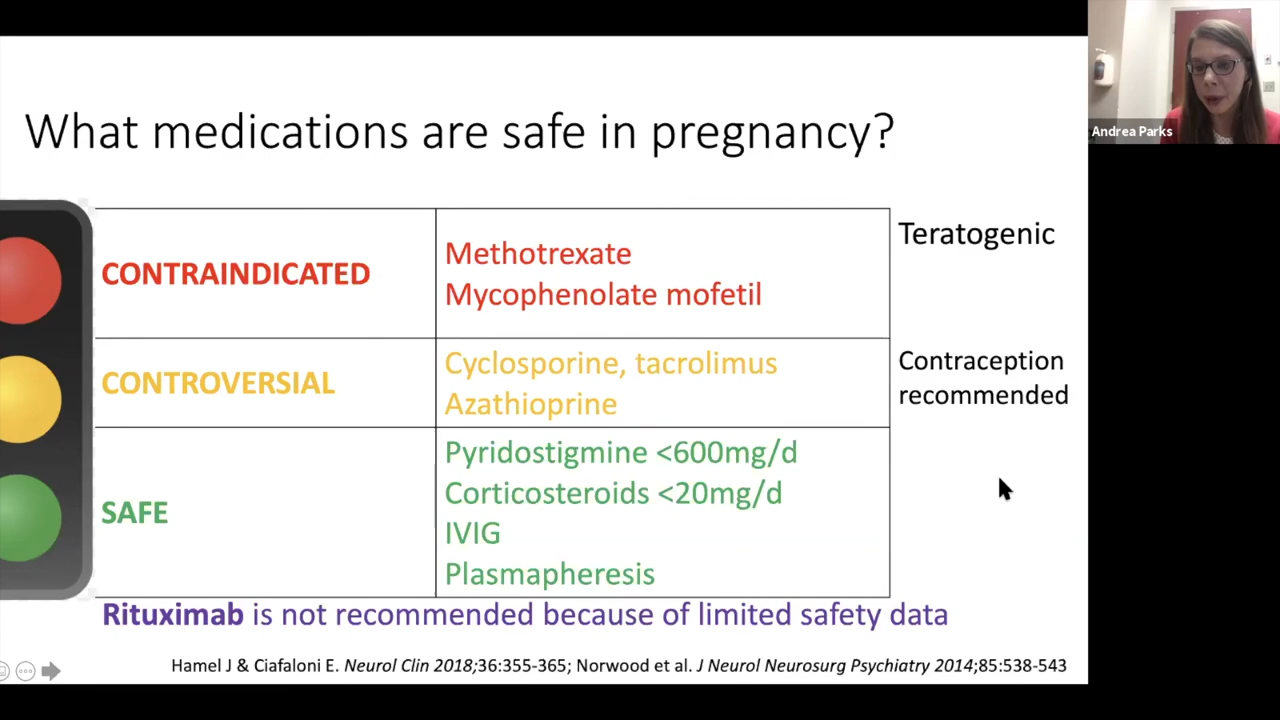 What medications are safe in pregnancy?
Andrea Parks
CONTRAINDICATED
Methotrexate
Mycophenolate mofetil
Teratogenic
CONTROVERSIAL
Cyclosporine, tacrolimus
Azathioprine
Contraception
recommended
SAFE
Pyridostigmine <600mg/d
Corticosteroids <20mg/d
IVIG
Plasmapheresis
Rituximab is not recommended because of limited safety data
Hamel J & Ciafaloni E. Neurol Clin 2018;36:355-365; Norwood et al. J Neurol Neurosurg Psychiatry 2014;85:538-543